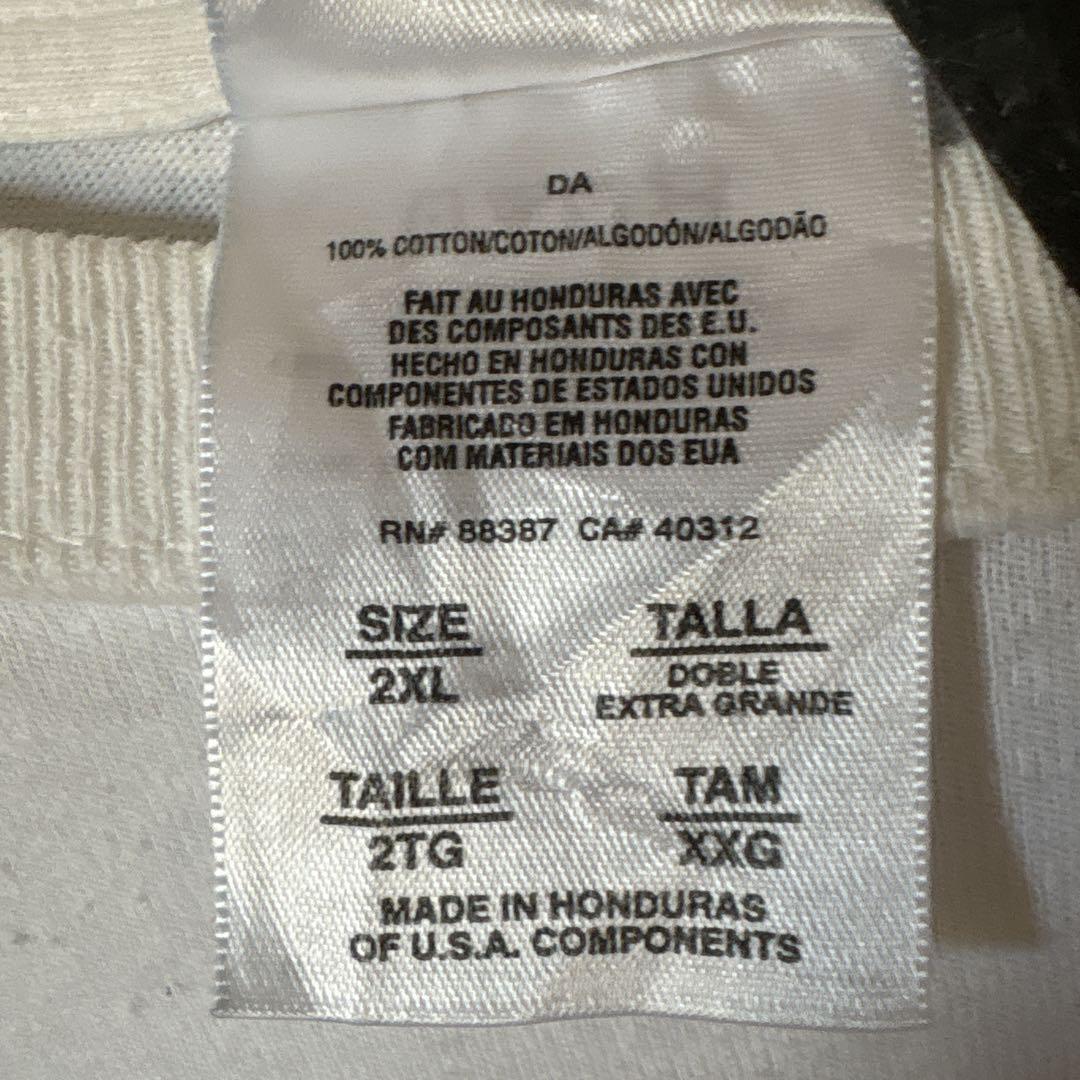 DA
100% COTTON/COTON/ALGODÓN/ALGODÃO
FAIT AU HONDURAS AVEC
DES COMPOSANTS DES E.U.
HECHO EN HONDURAS CON
COMPONENTES DE ESTADOS UNIDOS
FABRICADO EM HONDURAS
COM MATERIAIS DOS EUA
RN# 88387 CA# 40312
SIZE
2XL
TALLA
DOBLE
EXTRA GRANDE
TAILLE
2TG
TAM
XXG
MADE IN HONDURAS
OF U.S.A. COMPONENTS